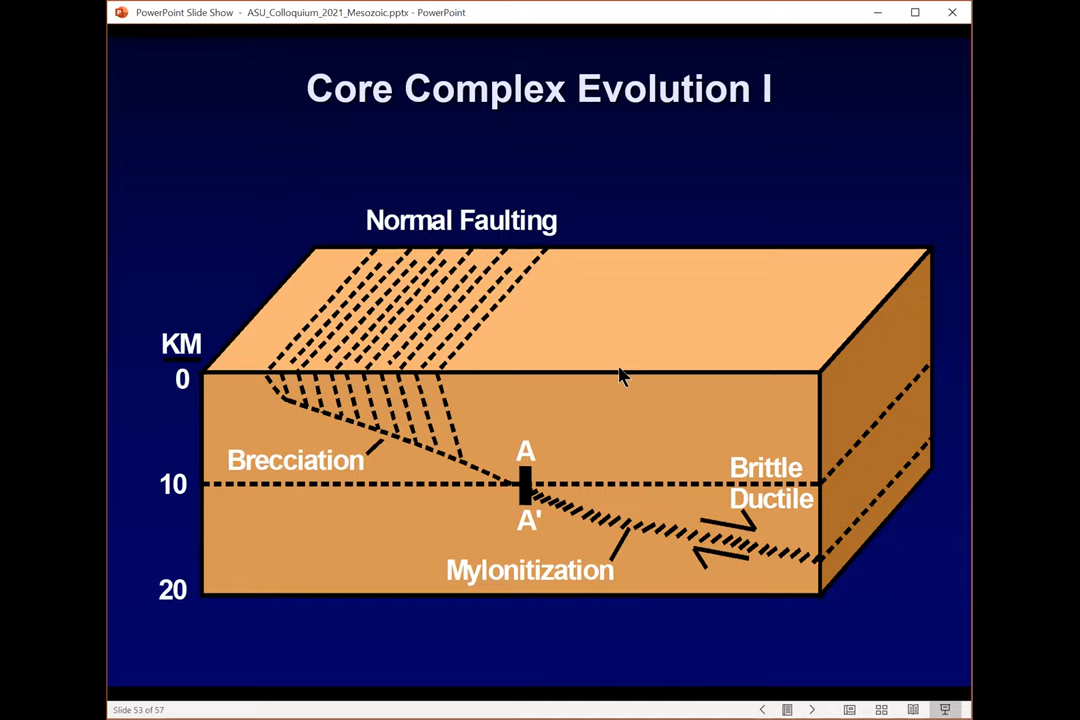 PowerPoint Slide Show - ASU_Colloquium_2021_Mesozoic.pptx - PowerPoint
Core Complex Evolution I
Normal Faulting
KM
0
A
Brecciation
Brittle
10
Ductile
A'
Mylonitization
20
Slide 53 of 57